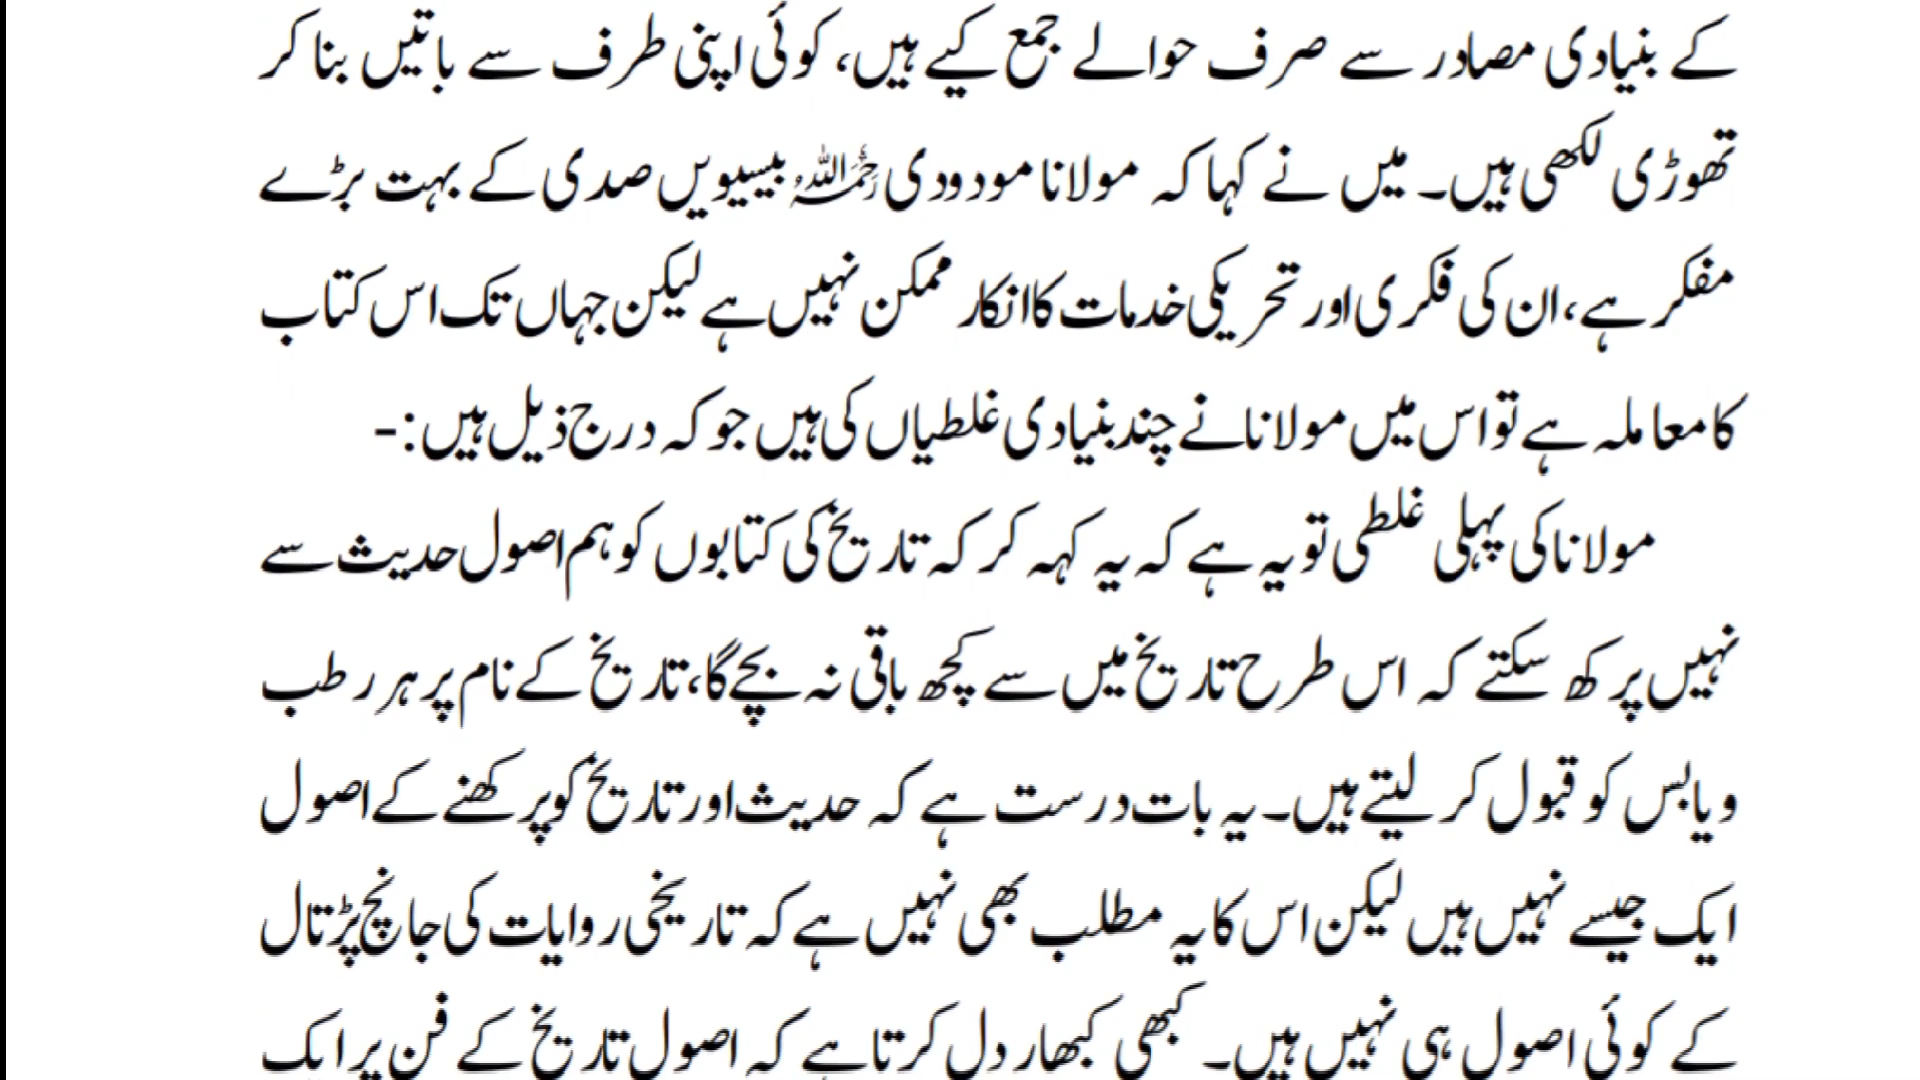 کے بنیادی مصادر سے صرف حوالے جمع کیے ہیں، کوئی اپنی طرف سے باتیں بنا کر
تھوڑی لکھی ہیں۔ میں نے کہا کہ مولانا مودودی رحمہ اللہ بیسیویں صدی کے بہت بڑے
مفکر ہے، ان کی فکری اور تحریکی خدمات کا انکار ممکن نہیں ہے لیکن جہاں تک اس کتاب
کا معاملہ ہے تو اس میں مولانا نے چند بنیادی غلطیاں کی ہیں جو کہ درج ذیل ہیں:-
مولانا کی پہلی غلطی تو یہ ہے کہ یہ کہہ کر کہ تاریخ کی کتابوں کو ہم اصول حدیث سے
نہیں پرکھ سکتے کہ اس طرح تاریخ میں سے کچھ باقی نہ بچے گا، تاریخ کے نام پر ہر رطب
ویابس کو قبول کر لیتے ہیں۔ یہ بات درست ہے کہ حدیث اور تاریخ کو پرکھنے کے اصول
ایک جیسے نہیں ہیں لیکن اس کا یہ مطلب بھی نہیں ہے کہ تاریخی روایات کی جانچ پڑتال
کے کوئی اصول ہی نہیں ہیں۔ کبھی کبھار دل کرتا ہے کہ اصول تاریخ کے فن پر ایک